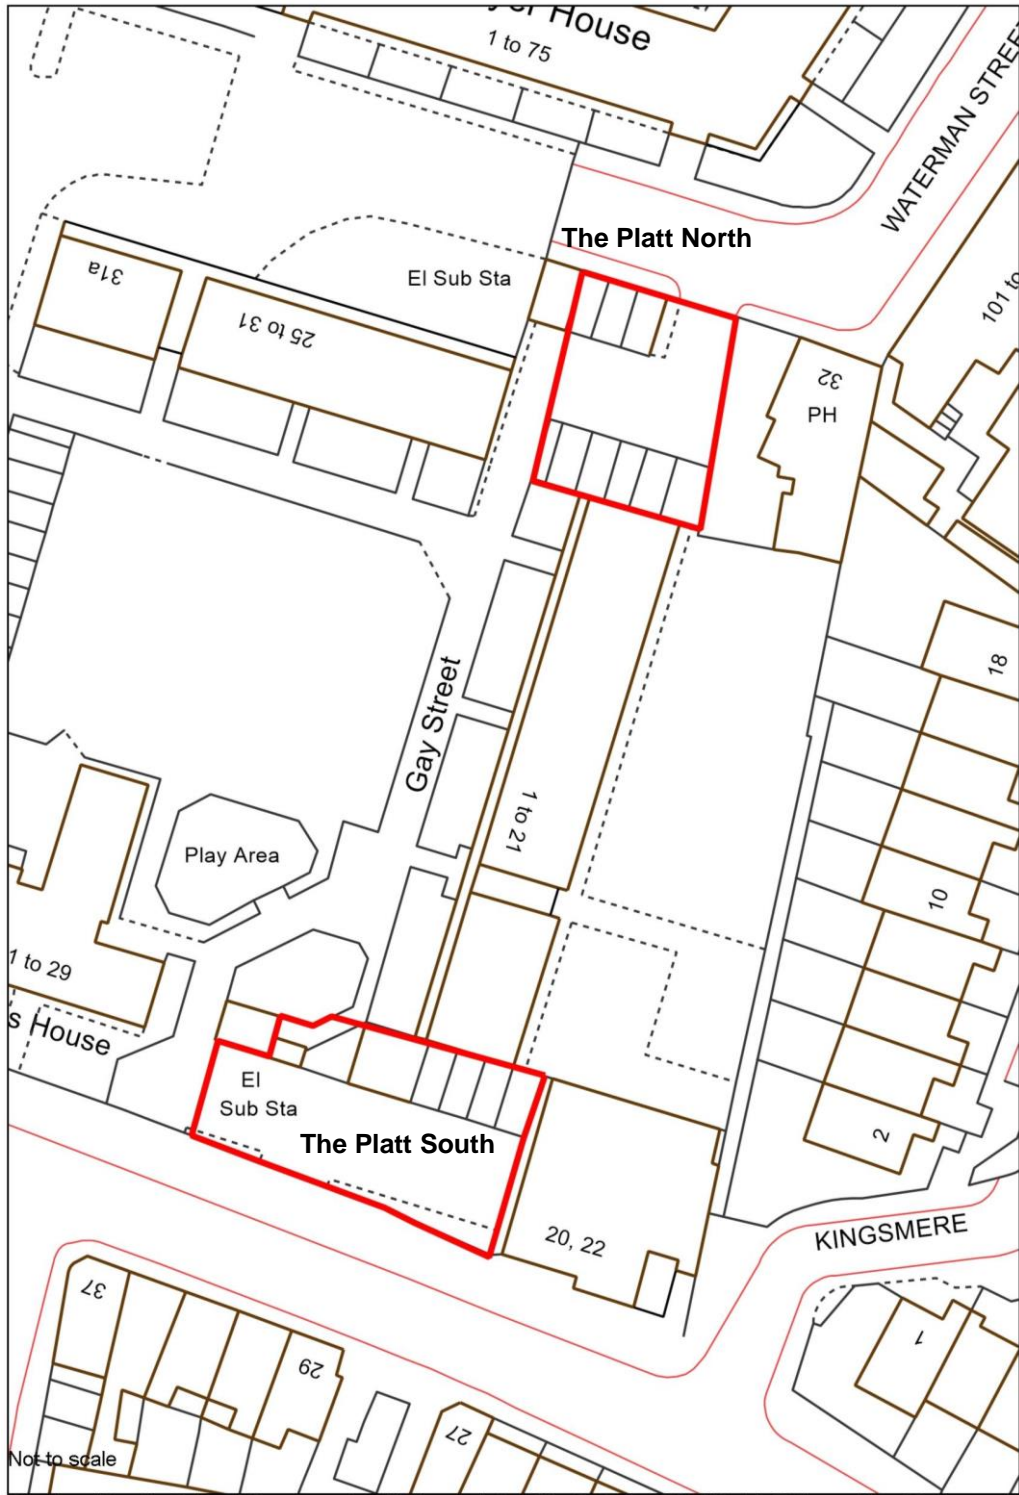 House
1 to 75
WATERMAN STREET
The Platt North
31a
El Sub Sta
25 to 31
101 to
32
PH
18
Gay Street
1 to 21
Play Area
10
1 to 29
s House
El
Sub Sta
The Platt South
2
20, 22
KINGSMERE
37
29
1
27
Not to scale